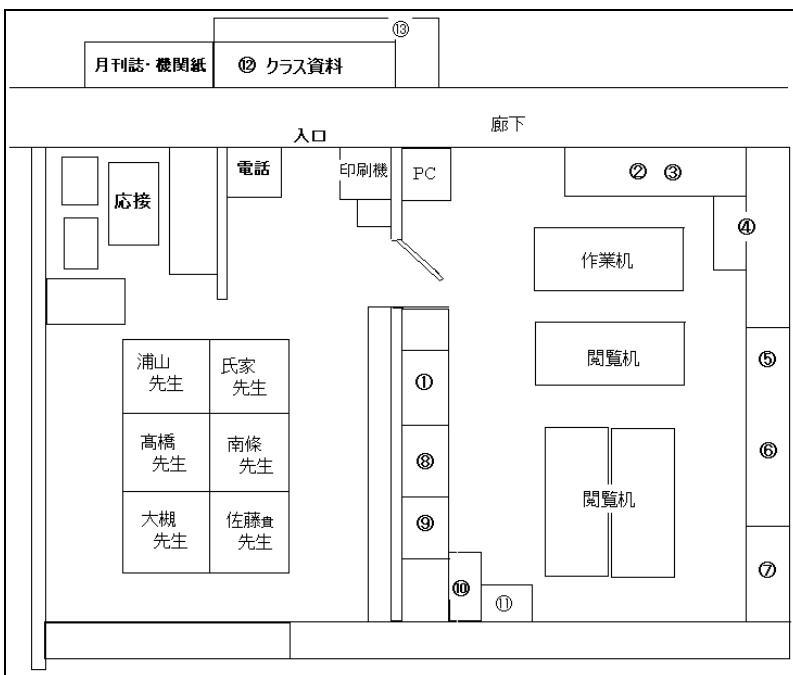 ⑬
月刊誌・機関紙
⑫ クラス資料
廊下
入口
電話
印刷機
PC
② ③
応接
④
作業机
浦山
先生
氏家
先生
①
閲覧机
⑤
髙橋
先生
南條
先生
⑧
⑥
大槻
先生
佐藤貴
先生
⑨
閲覧机
⑦
⑩
⑪